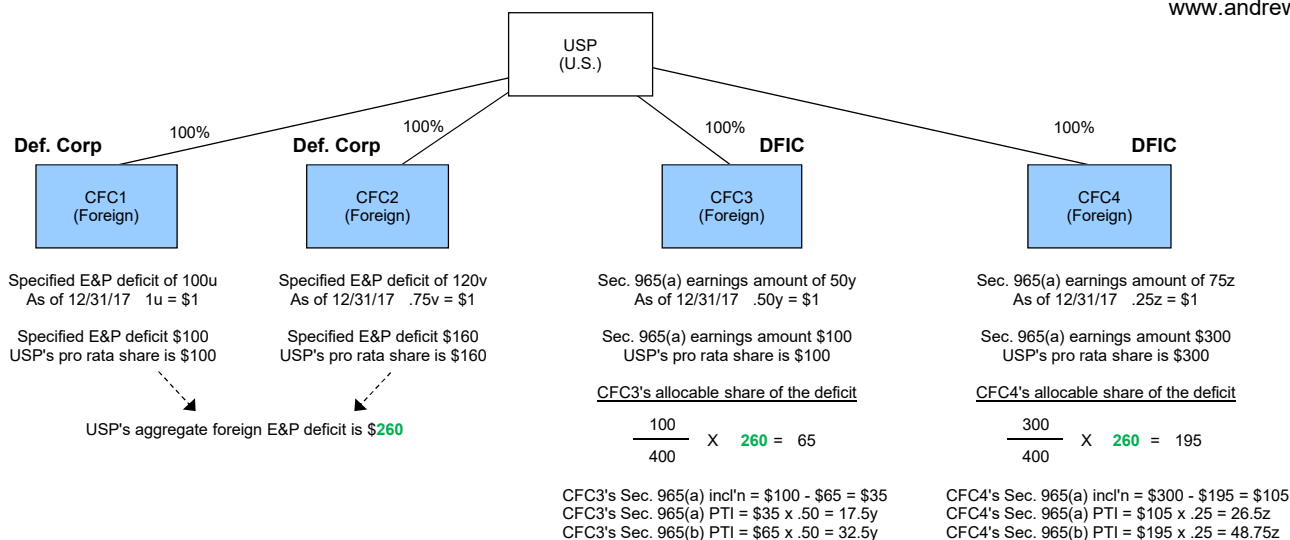 www.andrew
USP
(U.S.)
100%
100%
100%
100%
Def. Corp
Def. Corp
DFIC
DFIC
CFC1
(Foreign)
CFC2
(Foreign)
CFC3
(Foreign)
CFC4
(Foreign)
Specified E&P deficit of 100u
As of 12/31/17 1u = $1
Specified E&P deficit $100
USP's pro rata share is $100
Specified E&P deficit of 120v
As of 12/31/17 .75v = $1
Specified E&P deficit $160
USP's pro rata share is $160
USP's aggregate foreign E&P deficit is $260
Sec. 965(a) earnings amount of 50y
As of 12/31/17 .50y = $1
Sec. 965(a) earnings amount $100
USP's pro rata share is $100
CFC3's allocable share of the deficit
100
400
X 260 = 65
CFC3's Sec. 965(a) incl'n = $100 - $65 = $35
CFC3's Sec. 965(a) PTI = $35 x .50 = 17.5y
CFC3's Sec. 965(b) PTI = $65 x .50 = 32.5y
Sec. 965(a) earnings amount of 75z
As of 12/31/17 .25z = $1
Sec. 965(a) earnings amount $300
USP's pro rata share is $300
CFC4's allocable share of the deficit
300
400
X 260 = 195
CFC4's Sec. 965(a) incl'n = $300 - $195 = $105
CFC4's Sec. 965(a) PTI = $105 x .25 = 26.5z
CFC4's Sec. 965(b) PTI = $195 x .25 = 48.75z